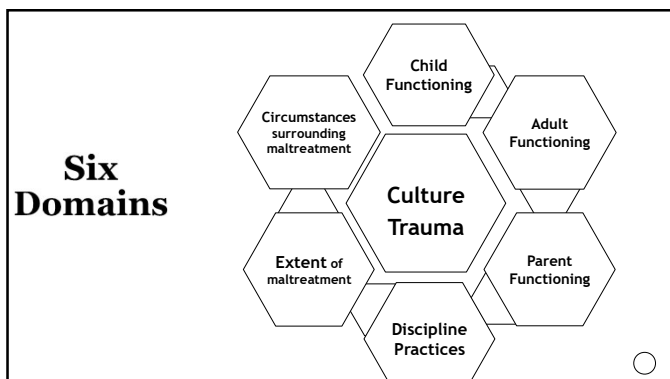 Six
Domains
Child
Functioning
Circumstances
surrounding
maltreatment
Adult
Functioning
Culture
Trauma
Extent of
maltreatment
Parent
Functioning
Discipline
Practices